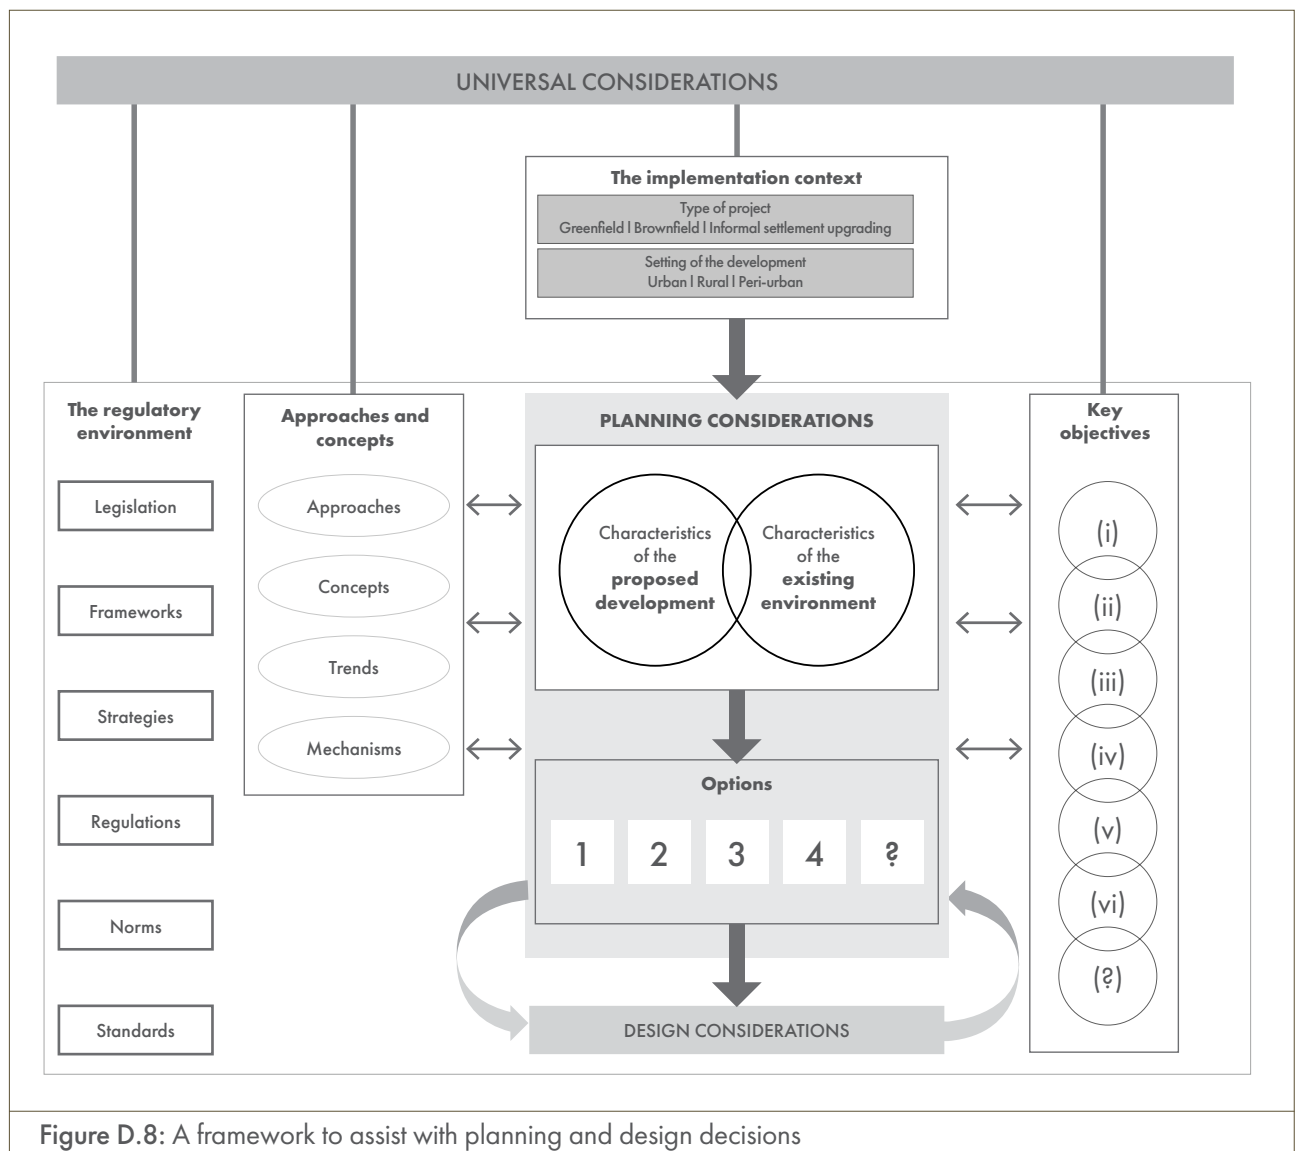 UNIVERSAL CONSIDERATIONS
The implementation context
Type of project
Greenfield l Brownfield l Informal settlement upgrading
Setting of the development
Urban l Rural l Peri-urban
The regulatory
environment
Legislation
Frameworks
Strategies
Regulations
Norms
Standards
Approaches and
concepts
Approaches
Concepts
Trends
Mechanisms
PLANNING CONSIDERATIONS
Characteristics
of the
proposed
development
Characteristics
of the
existing
environment
Options
1 2 3 4 ?
DESIGN CONSIDERATIONS
Key
objectives
(i)
(ii)
(iii)
(iv)
(v)
(vi)
(?)
Figure D.8: A framework to assist with planning and design decisions